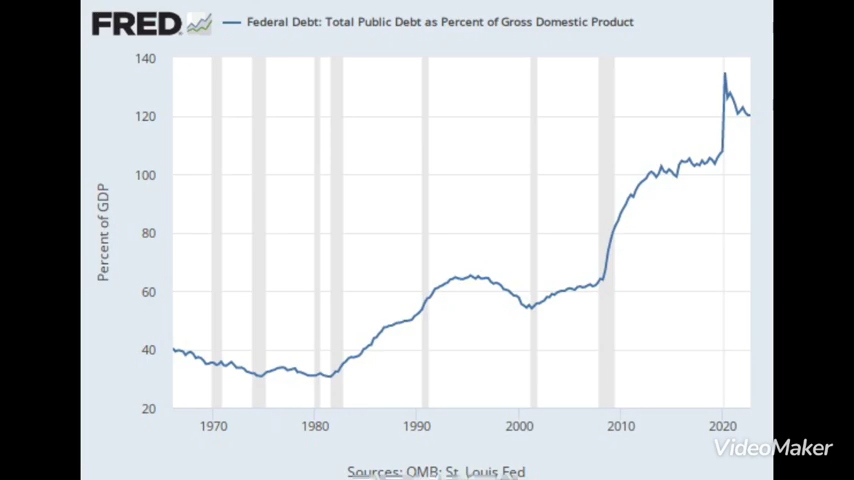 FRED
Federal Debt: Total Public Debt as Percent of Gross Domestic Product
140
120
100
80
60
40
20
Percent of GDP
1970 1980 1990 2000 2010 2020
VideoMaker
Sources: OMB; St. Louis Fed